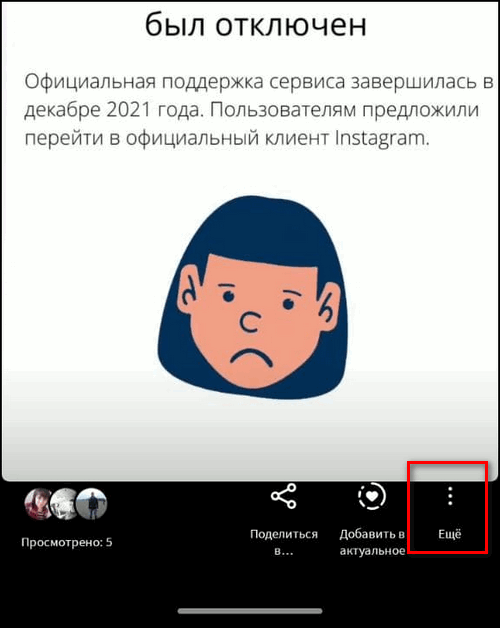 был отключен
Официальная поддержка сервиса завершилась в
декабре 2021 года. Пользователям предложили
перейти в официальный клиент Instagram.
Просмотрено: 5
Поделиться
в...
Добавить в
актуальное
Ещё